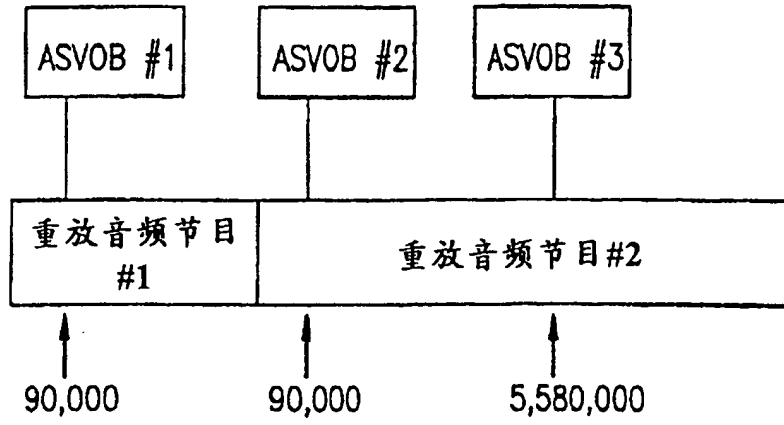 ASVOB #1
ASVOB #2
ASVOB #3
重放音频节目
#1
重放音频节目#2
90,000
90,000
5,580,000